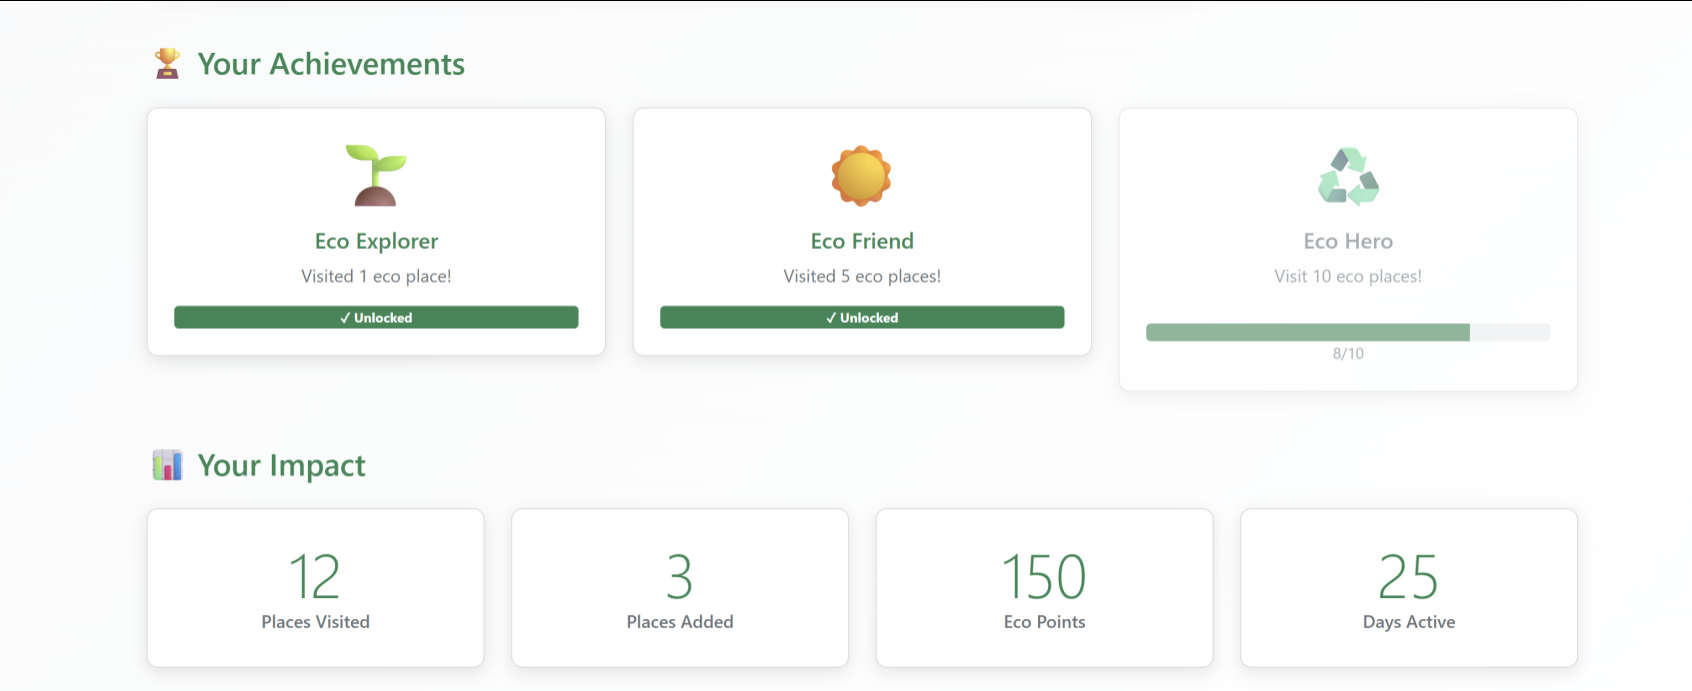 Your Achievements
Eco Explorer
Visited 1 eco place!
✓ Unlocked
Eco Friend
Visited 5 eco places!
✓ Unlocked
Eco Hero
Visit 10 eco places!
8/10
Your Impact
12
Places Visited
3
Places Added
150
Eco Points
25
Days Active